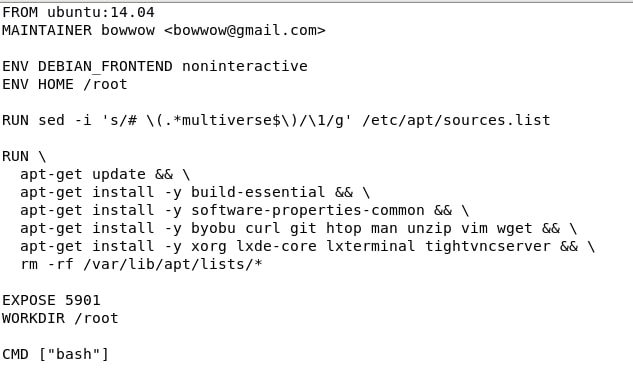 FROM ubuntu:14.04
MAINTAINER bowwow <bowwow@gmail.com>
ENV DEBIAN_FRONTEND noninteractive
ENV HOME /root
RUN sed -i 's/# \(.*multiverse$\)/\1/g' /etc/apt/sources.list
RUN \
  apt-get update && \
  apt-get install -y build-essential && \
  apt-get install -y software-properties-common && \
  apt-get install -y byobu curl git htop man unzip vim wget && \
  apt-get install -y xorg lxde-core lxterminal tightvncserver && \
  rm -rf /var/lib/apt/lists/*
EXPOSE 5901
WORKDIR /root
CMD ["bash"]